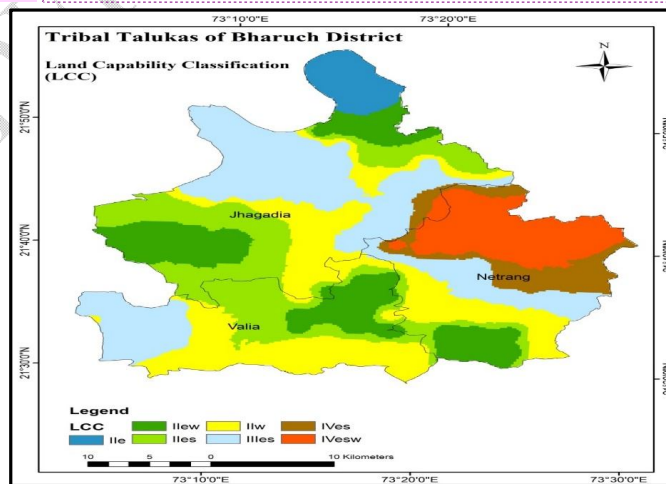 73°10'0"E 73°20'0"E
Tribal Talukas of Bharuch District
Land Capability Classification
(LCC)
N
21°50'0"N
Jhagadia
21°40'0"N
Netrang
Valia
21°30'0"N
Legend
LCC IIew IIw IVes
IIe IIes IIIes IVesw
10 5 0 10 Kilometers
73°10'0"E 73°20'0"E 73°30'0"E